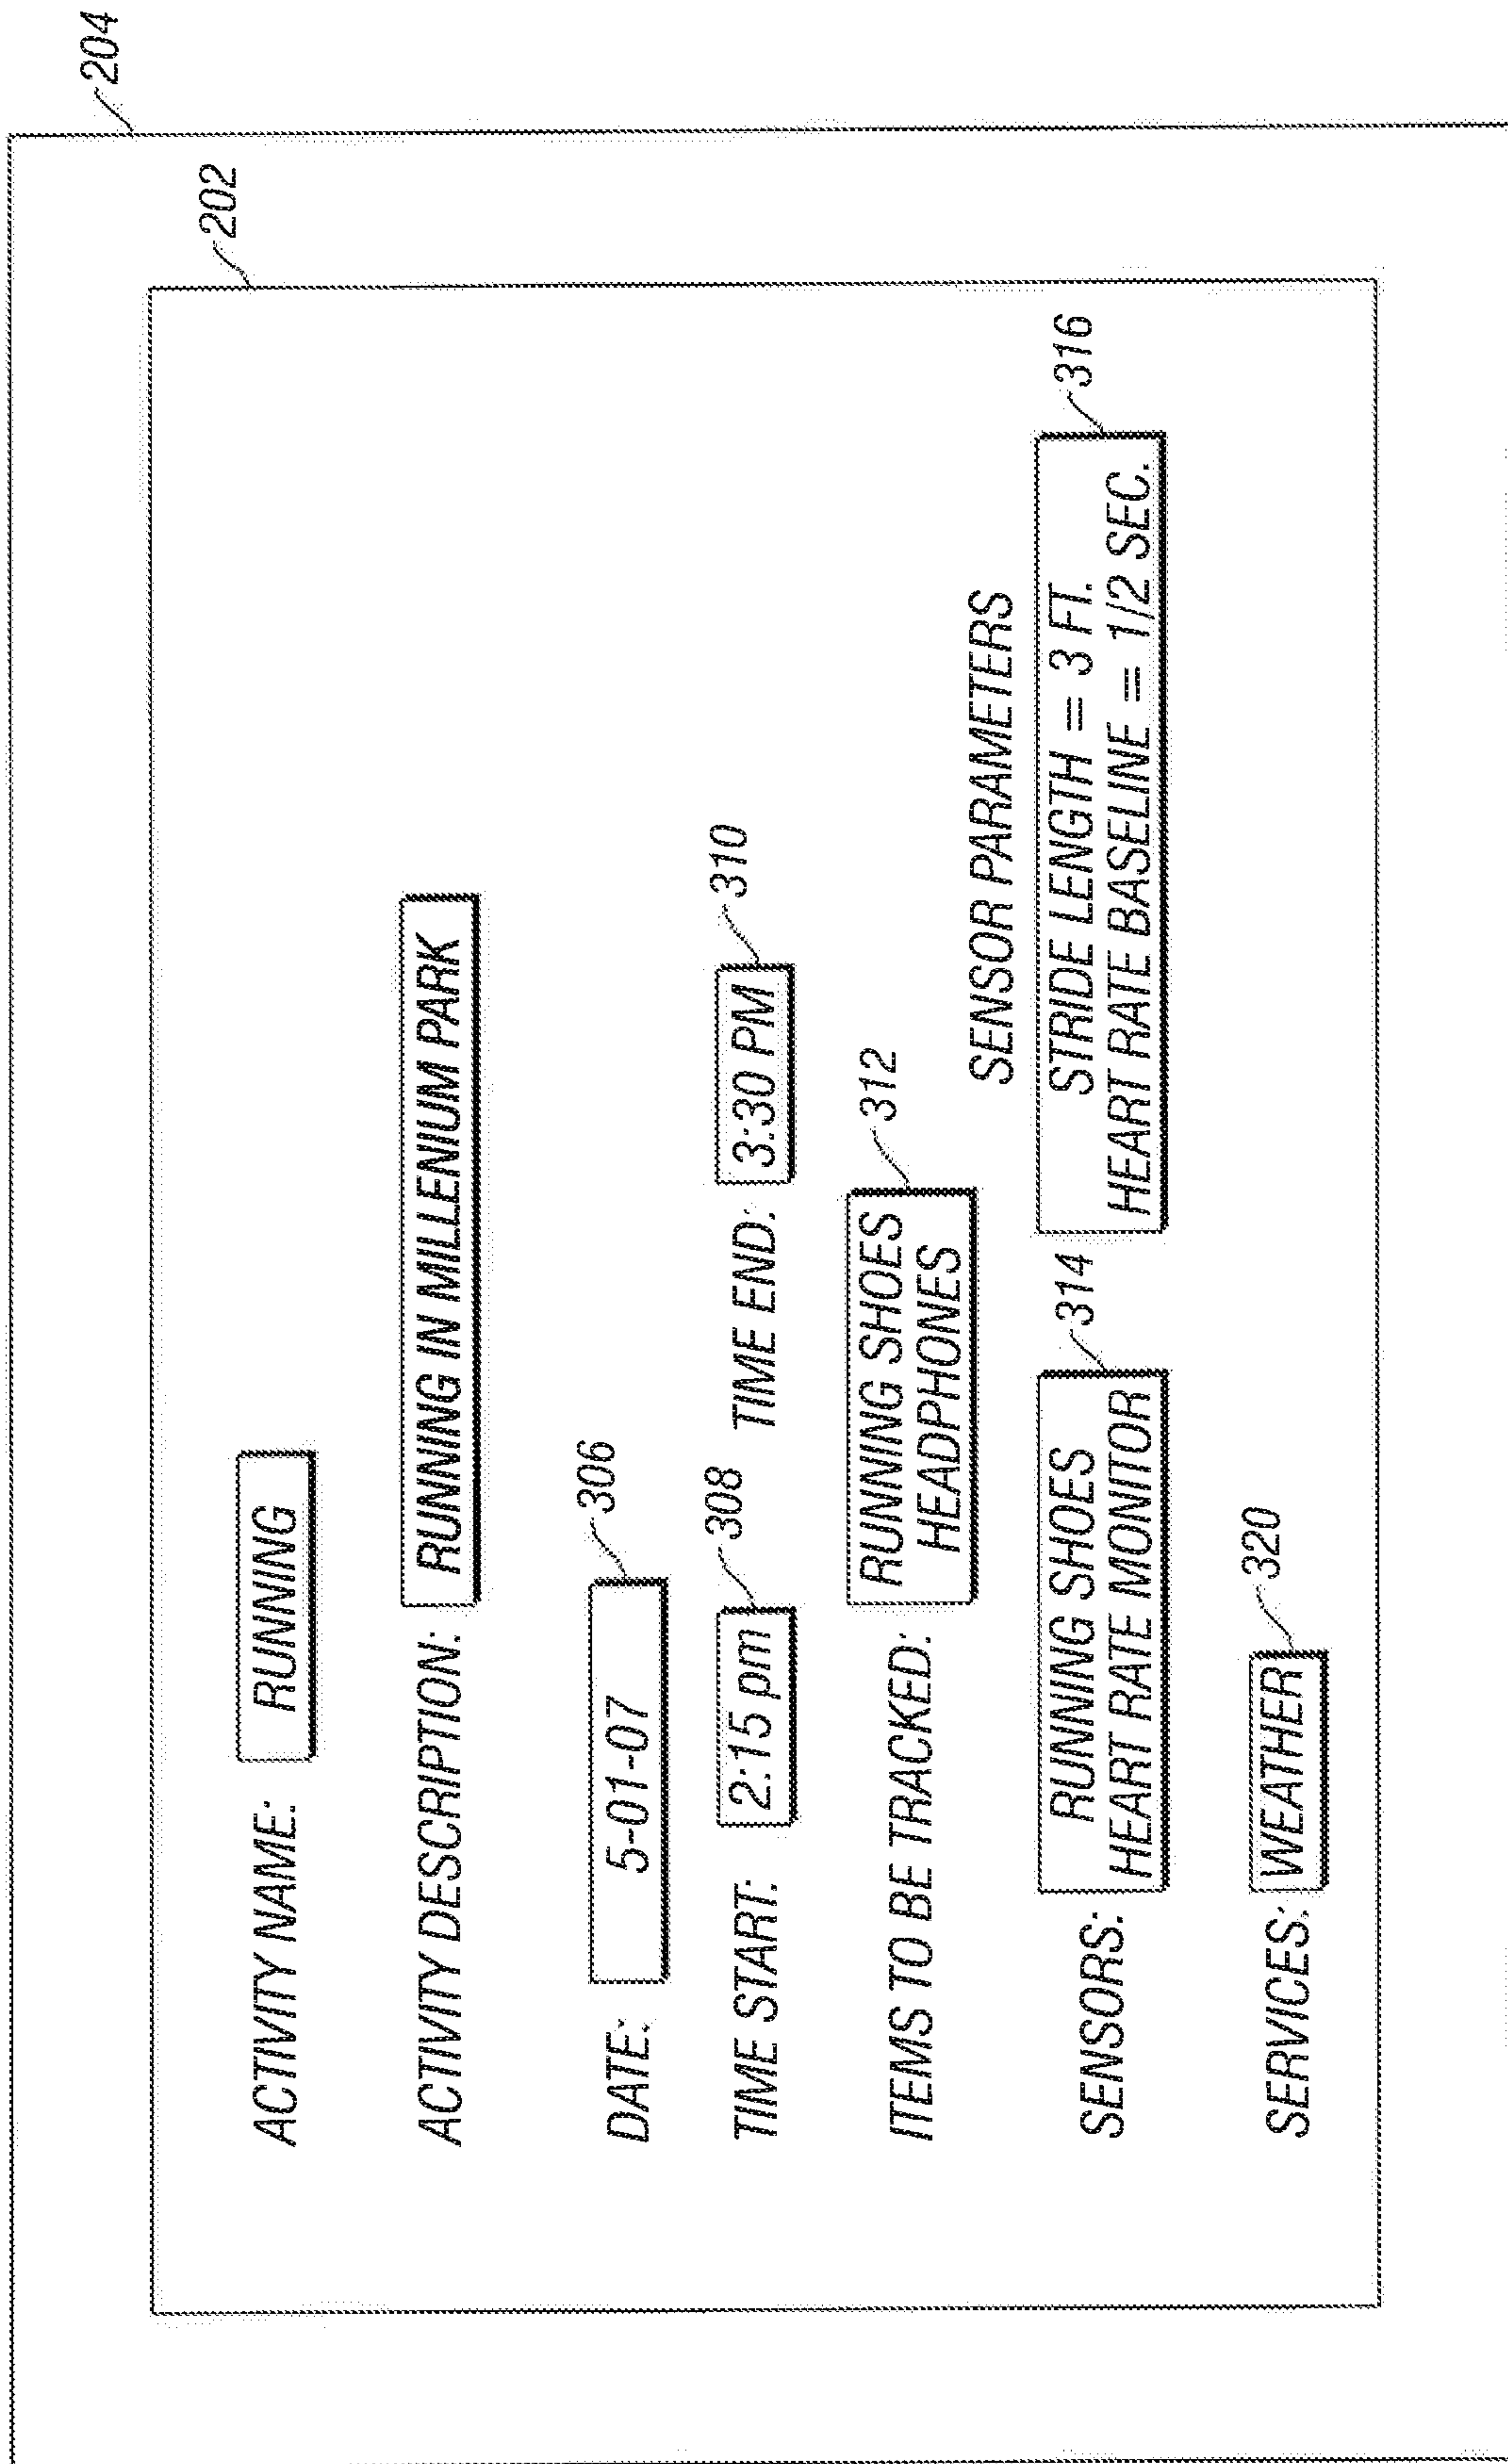 204
202
ACTIVITY NAME: RUNNING
ACTIVITY DESCRIPTION: RUNNING IN MILLENIUM PARK
306
DATE: 5-01-07
308 310
TIME START: 2:15 pm TIME END: 3:30 PM
312
ITEMS TO BE TRACKED: RUNNING SHOES
HEADPHONES
SENSOR PARAMETERS
314 316
SENSORS: RUNNING SHOES STRIDE LENGTH = 3 FT.
HEART RATE MONITOR HEART RATE BASELINE = 1/2 SEC.
320
SERVICES: WEATHER